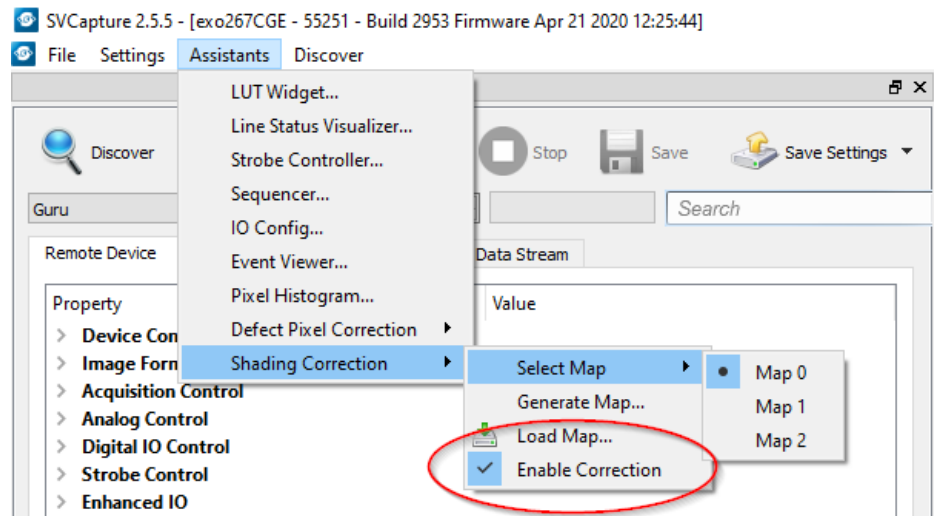 SVCapture 2.5.5 - [exo267CGE - 55251 - Build 2953 Firmware Apr 21 2020 12:25:44]
File Settings Assistants Discover
LUT Widget...
Line Status Visualizer...
Strobe Controller...
Sequencer...
IO Config...
Event Viewer...
Pixel Histogram...
Defect Pixel Correction
Shading Correction
Discover
Stop
Save
Save Settings
Guru
Search
Remote Device
Data Stream
Property
Value
Device Con
Image Forn
Acquisition Control
Analog Control
Digital IO Control
Strobe Control
Enhanced IO
Select Map
Generate Map...
Load Map...
Enable Correction
Map 0
Map 1
Map 2